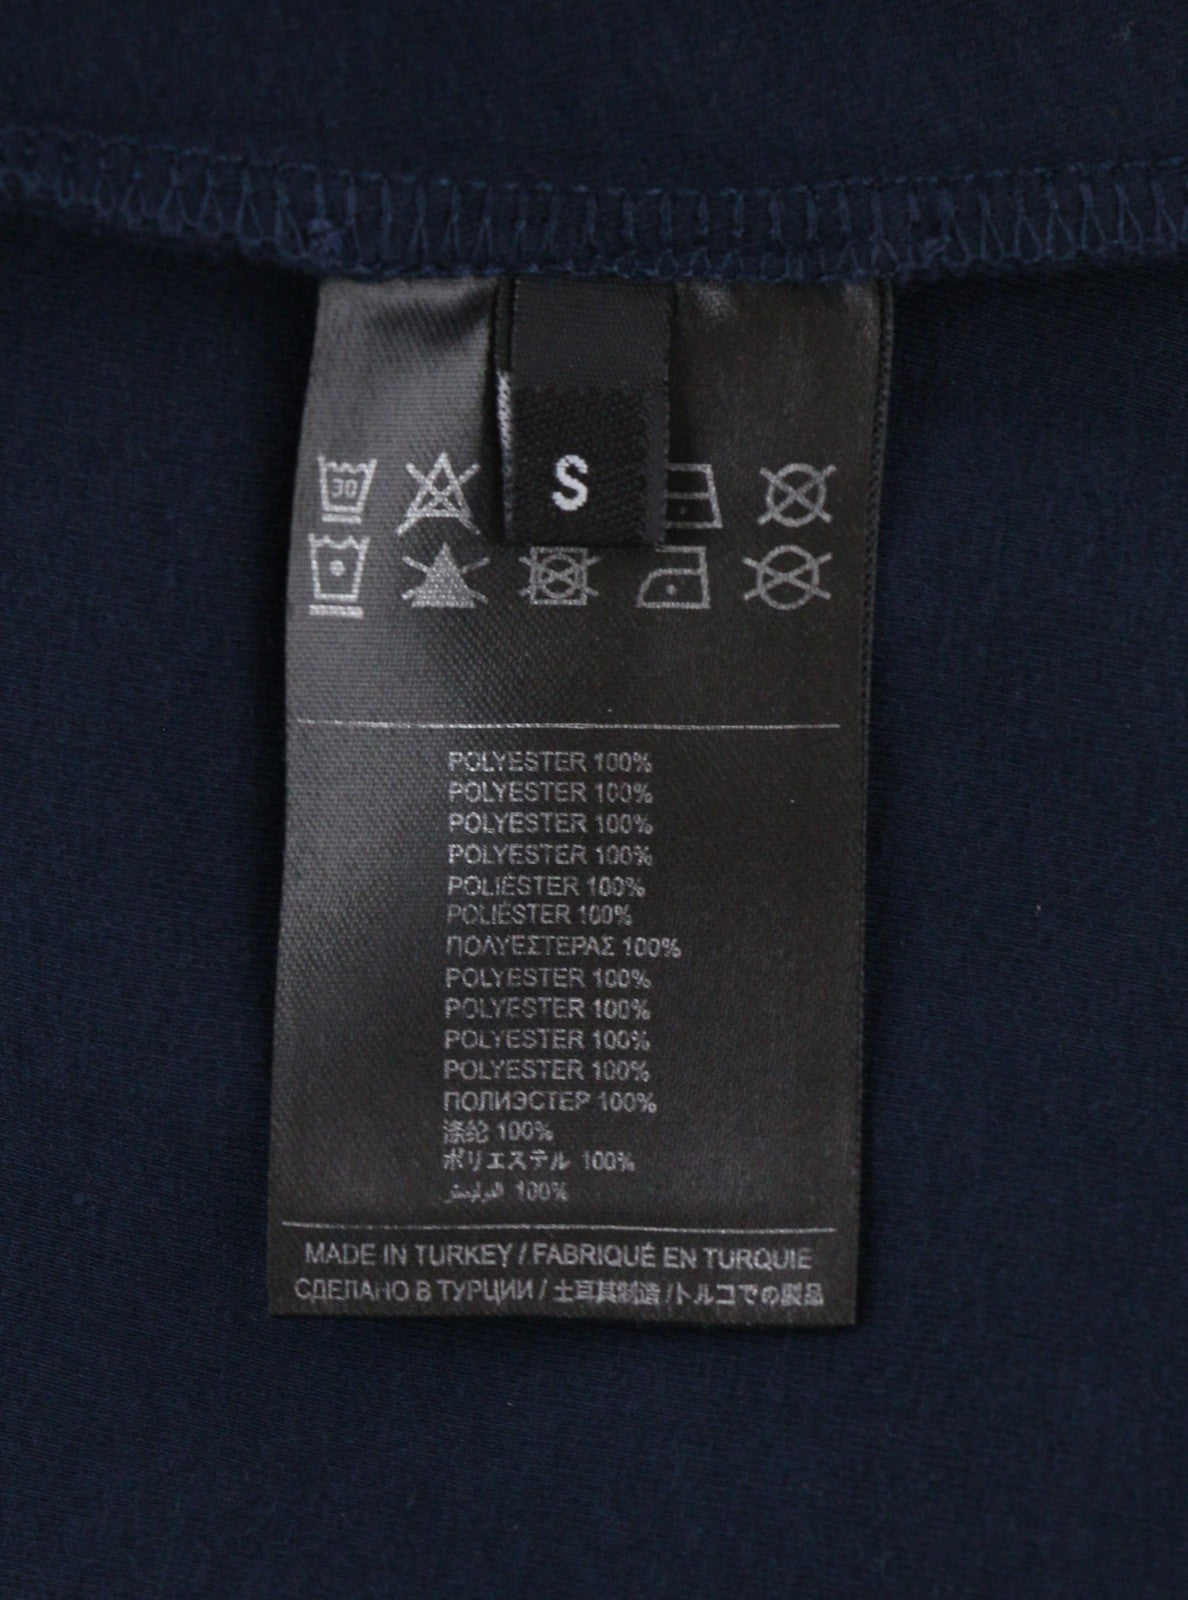 S
30
POLYESTER 100%
POLYESTER 100%
POLYESTER 100%
POLYESTER 100%
POLIÉSTER 100%
POLIÉSTER 100%
ΠΟΛΥΕΣΤΕΡΑΣ 100%
POLYESTER 100%
POLYESTER 100%
POLYESTER 100%
POLYESTER 100%
ПОЛИЭСТЕР 100%
涤纶 100%
ポリエステル 100%
100%
MADE IN TURKEY / FABRIQUÉ EN TURQUIE
СДЕЛАНО В ТУРЦИИ / 土耳其制造 /トルコでの製品